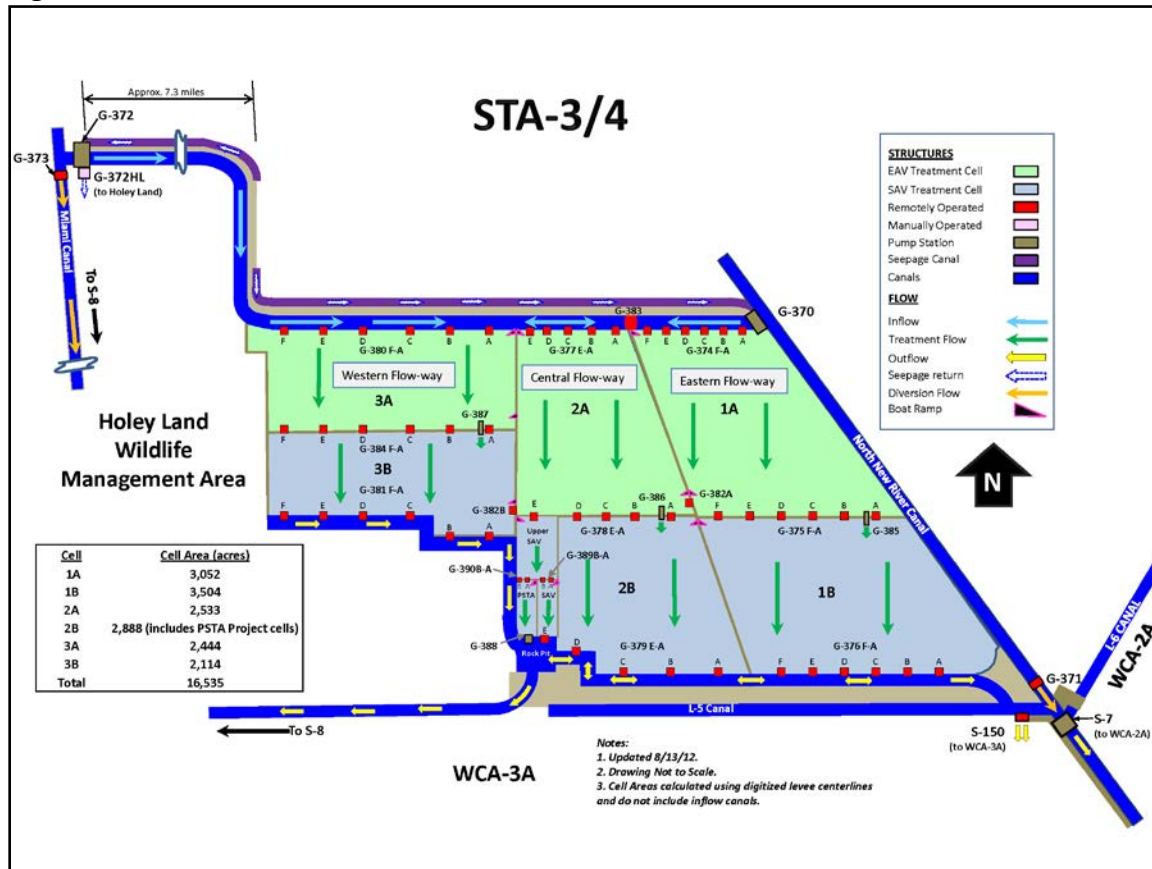 STA-3/4
Approx. 7.3 miles
G-372
G-373
G-372HL
(to Holey Land)
Miami Canal
To S-8
STRUCTURES
EAV Treatment Cell
SAV Treatment Cell
Remotely Operated
Manually Operated
Pump Station
Seepage Canal
Canals
FLOW
Inflow
Treatment Flow
Outflow
Seepage return
Diversion Flow
Boat Ramp
N
G-383
G-370
F E D C B A
E D C B A
F E D C B A
G-380 F-A
G-377 E-A
G-374 F-A
Western Flow-way
Central Flow-way
Eastern Flow-way
3A
2A
1A
North New River Canal
Holey Land
Wildlife
Management Area
G-387
F E D C B A
G-384 F-A
3B
G-381 F-A
F E D C
B A
G-382B
G-386
G-382A
E D C B A
F E D C B A
G-378 E-A
G-375 F-A
G-385
Upper
SAV
G-389B-A
G-390B-A
B A B A
PSTA SAV
2B
1B
G-388
E
D
Rock Pit
G-379 E-A
G-376 F-A
C B A
F E D C B A
Cell Cell Area (acres)
1A 3,052
1B 3,504
2A 2,533
2B 2,888 (includes PSTA Project cells)
3A 2,444
3B 2,114
Total 16,535
L-6 CANAL
WCA-2A
G-371
L-5 Canal
S-7
(to WCA-2A)
S-150
(to WCA-3A)
To S-8
WCA-3A
Notes:
1. Updated 8/13/12.
2. Drawing Not to Scale.
3. Cell Areas calculated using digitized levee centerlines
and do not include inflow canals.